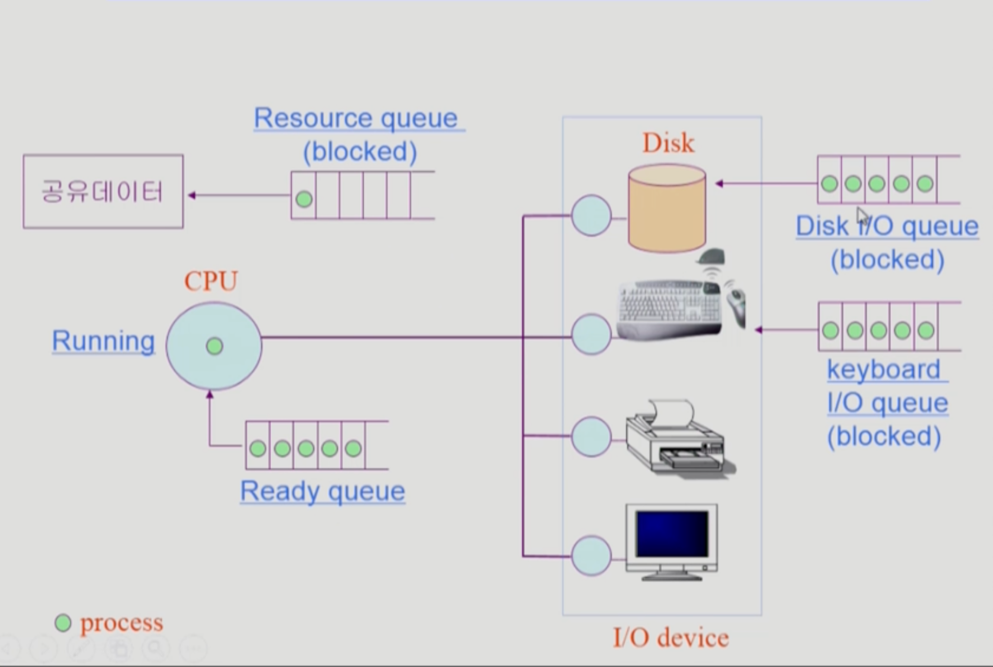 Resource queue
(blocked)
공유데이터
Disk
Disk I/O queue
(blocked)
CPU
Running
keyboard
I/O queue
(blocked)
Ready queue
process
I/O device